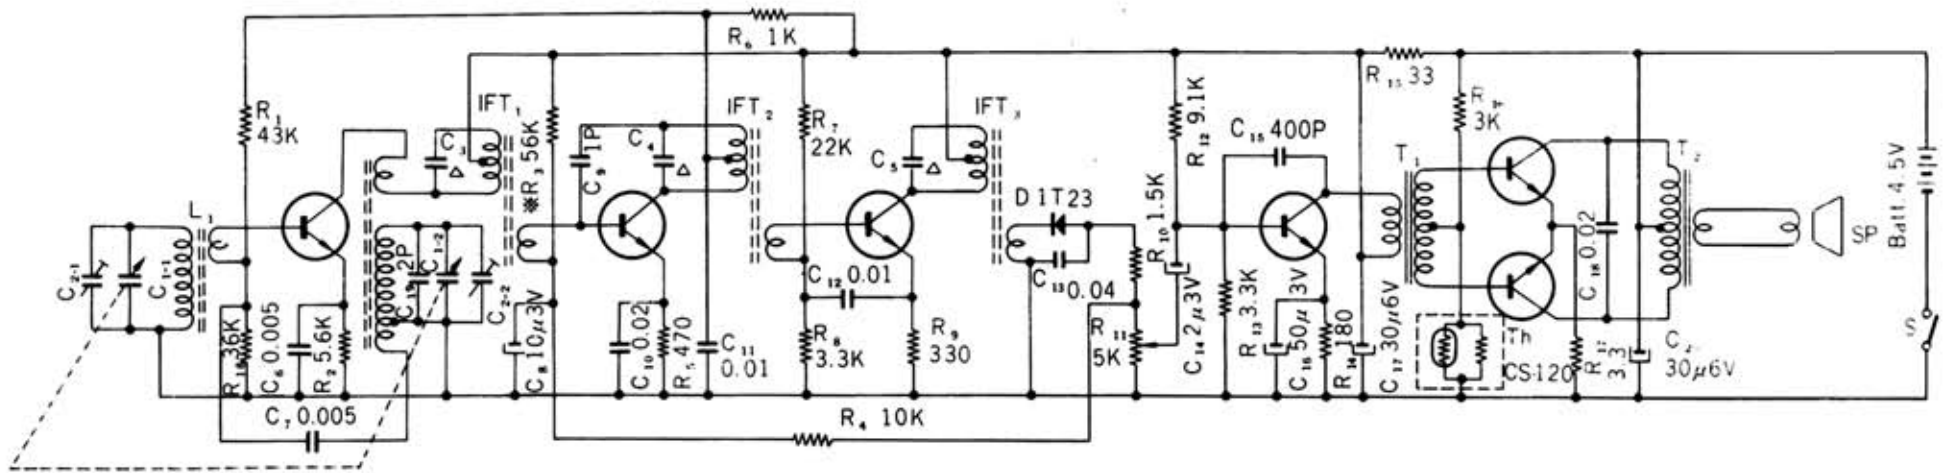 R₆ 1K
R₁
43K
IFT₁
C₃
△
※R₃ 56K
C₉ 1P
C₄
△
IFT₂
R₇
22K
C₅
△
IFT₃
D 1T23
R₁₂ 9.1K
C₁₅ 400P
R₁₅ 33
3K
T₁
T₂
Batt.4.5V
L₁
C₂₋₁
C₁₋₁
2P
C₁₋₂
C₂₋₂
C₁₂ 0.01
C₁₃ 0.04
R₁₀ 1.5K
C₁₈ 0.02
SP
S
R₁₆ 36K
C₆ 0.005
R₂ 5.6K
C₈ 10μ3V
C₁₀ 0.02
R₅ 470
C₁₁
0.01
R₈
3.3K
R₉
330
R₁₁
5K
C₁₄ 2μ3V
R₁₃ 3.3K
C₁₆ 50μ 3V
R₁₄ 180
C₁₇ 30μ6V
Th
CS-120
R₁₇
3.3
30μ6V
C₇ 0.005
R₄ 10K